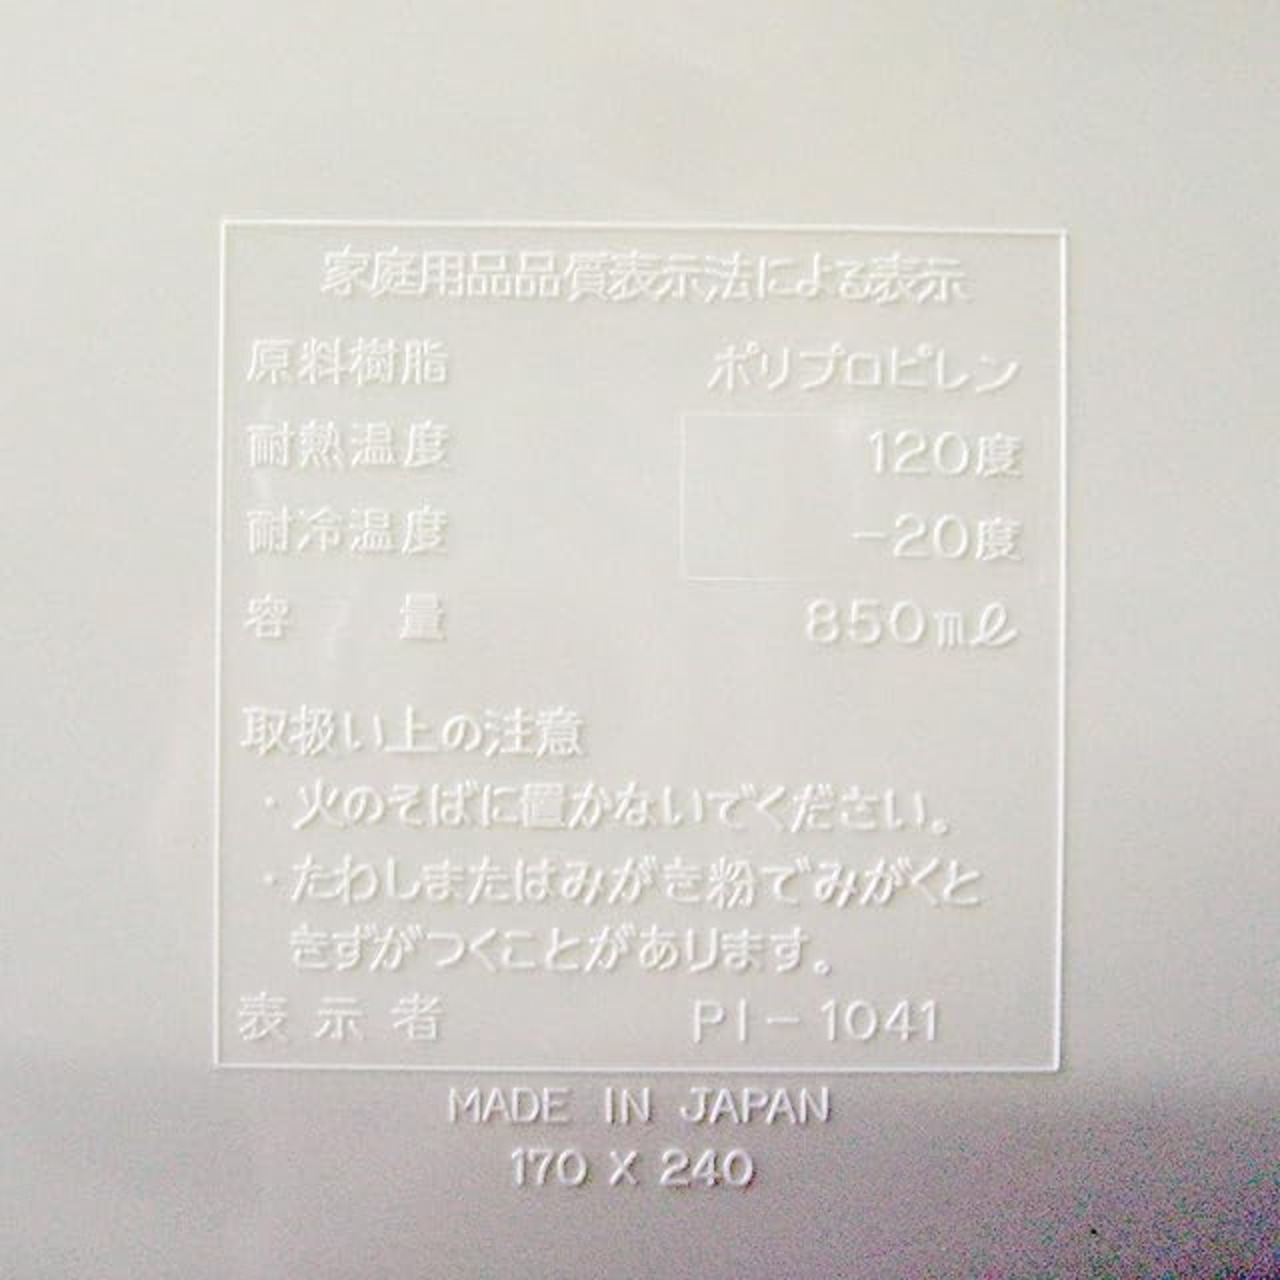 家庭用品品質表示法による表示
原料樹脂 ポリプロピレン
耐熱温度 120度
耐冷温度 -20度
容 量 850mℓ
取扱い上の注意
・火のそばに置かないでください。
・たわしまたはみがき粉でみがくと
きずがつくことがあります。
表示者 PI-1041
MADE IN JAPAN
170 X 240